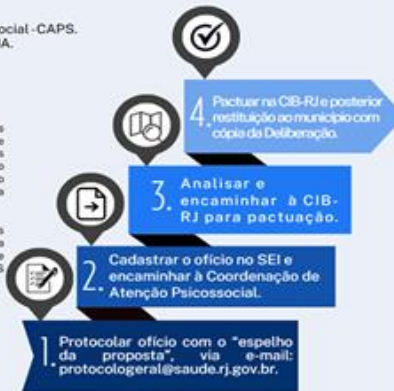 ocial-CAPS.
IA.
4. Pactuar na CIB-RJ e posterior
restituição ao município com
cópia da Deliberação.
3. Analisar e
encaminhar à CIB-
RJ para pactuação.
2. Cadastrar o ofício no SEI e
encaminhar à Coordenação de
Atenção Psicossocial.
1. Protocolar ofício com o "espelho
da proposta", via e-mail:
protocologeral@saude.rj.gov.br.